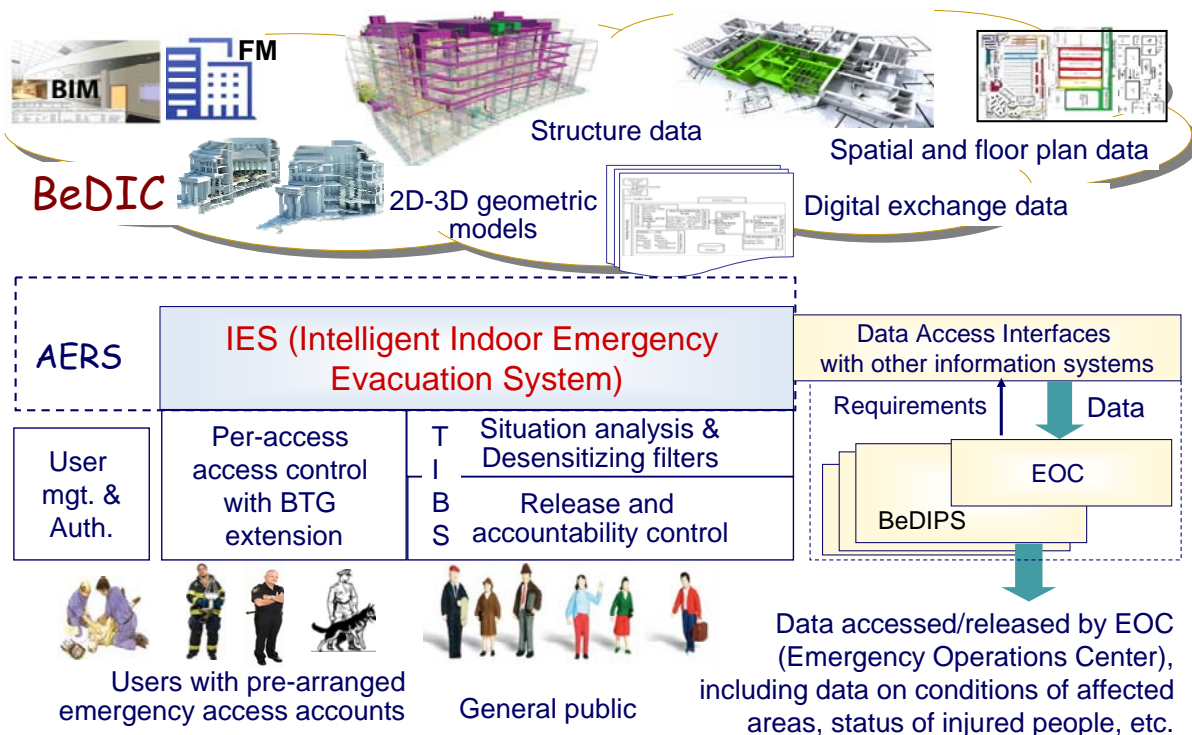 BIM
FM
Structure data
Spatial and floor plan data
BeDIC
2D-3D geometric
models
Digital exchange data
AERS
IES (Intelligent Indoor Emergency
Evacuation System)
Data Access Interfaces
with other information systems
Requirements
Data
User
mgt. &
Auth.
Per-access
access control
with BTG
extension
T
I
B
S
Situation analysis &
Desensitizing filters
Release and
accountability control
EOC
BeDIPS
Users with pre-arranged
emergency access accounts
General public
Data accessed/released by EOC
(Emergency Operations Center),
including data on conditions of affected
areas, status of injured people, etc.